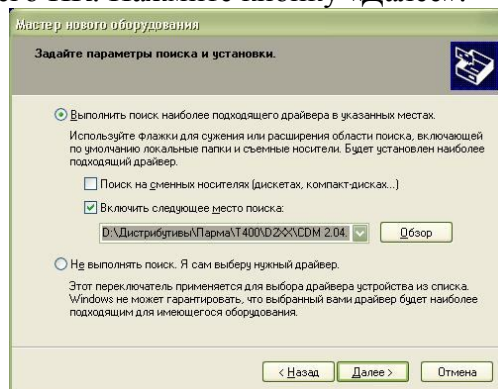 Нажмите кнопку «Далее».
Мастер нового оборудования
Задайте параметры поиска и установки.
Выполнить поиск наиболее подходящего драйвера в указанных местах.
Используйте флажки для сужения или расширения области поиска, включающей
по умолчанию локальные папки и съемные носители. Будет установлен наиболее
подходящий драйвер.
Поиск на сменных носителях (дискетах, компакт-дисках...)
Включить следующее место поиска:
D:\Дистрибутивы\Парма\T400\D2XX\CDM 2.04.
Обзор
Не выполнять поиск. Я сам выберу нужный драйвер.
Этот переключатель применяется для выбора драйвера устройства из списка.
Windows не может гарантировать, что выбранный вами драйвер будет наиболее
подходящим для имеющегося оборудования.
< Назад
Далее >
Отмена